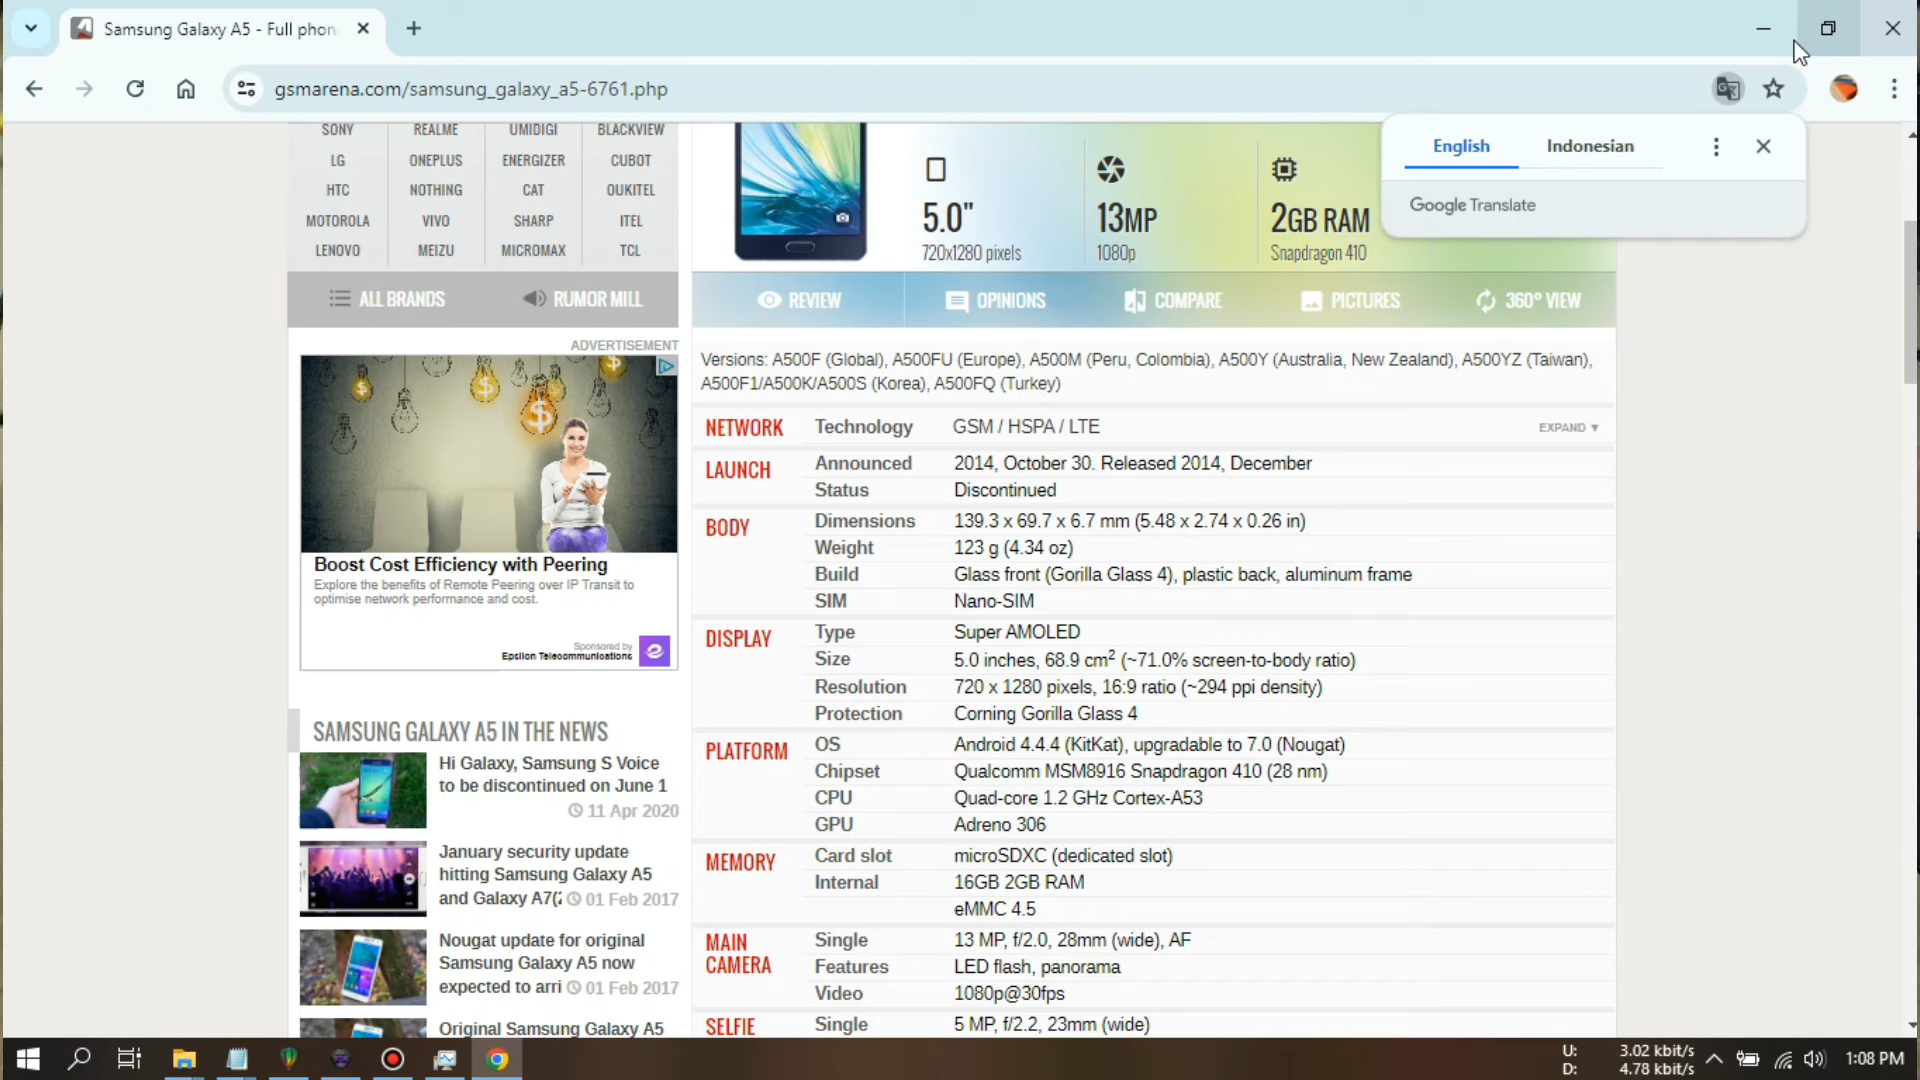 Samsung Galaxy A5 - Full phon
gsmarena.com/samsung_galaxy_a5-6761.php
English
Indonesian
Google Translate
SONY REALME UMIDIGI BLACKVIEW
LG ONEPLUS ENERGIZER CUBOT
HTC NOTHING CAT OUKITEL
MOTOROLA VIVO SHARP ITEL
LENOVO MEIZU MICROMAX TCL
ALL BRANDS RUMOR MILL
5.0"
720x1280 pixels
13MP
1080p
2GB RAM
Snapdragon 410
REVIEW OPINIONS COMPARE PICTURES 360° VIEW
ADVERTISEMENT
Boost Cost Efficiency with Peering
Explore the benefits of Remote Peering over IP Transit to
optimise network performance and cost.
Sponsored by
Epsilon Telecommunications
SAMSUNG GALAXY A5 IN THE NEWS
Hi Galaxy, Samsung S Voice
to be discontinued on June 1
11 Apr 2020
January security update
hitting Samsung Galaxy A5
and Galaxy A7(2 01 Feb 2017
Nougat update for original
Samsung Galaxy A5 now
expected to arri 01 Feb 2017
Original Samsung Galaxy A5
Versions: A500F (Global), A500FU (Europe), A500M (Peru, Colombia), A500Y (Australia, New Zealand), A500YZ (Taiwan),
A500F1/A500K/A500S (Korea), A500FQ (Turkey)
NETWORK Technology GSM / HSPA / LTE EXPAND ▼
LAUNCH Announced 2014, October 30. Released 2014, December
Status Discontinued
BODY Dimensions 139.3 x 69.7 x 6.7 mm (5.48 x 2.74 x 0.26 in)
Weight 123 g (4.34 oz)
Build Glass front (Gorilla Glass 4), plastic back, aluminum frame
SIM Nano-SIM
DISPLAY Type Super AMOLED
Size 5.0 inches, 68.9 cm² (~71.0% screen-to-body ratio)
Resolution 720 x 1280 pixels, 16:9 ratio (~294 ppi density)
Protection Corning Gorilla Glass 4
PLATFORM OS Android 4.4.4 (KitKat), upgradable to 7.0 (Nougat)
Chipset Qualcomm MSM8916 Snapdragon 410 (28 nm)
CPU Quad-core 1.2 GHz Cortex-A53
GPU Adreno 306
MEMORY Card slot microSDXC (dedicated slot)
Internal 16GB 2GB RAM
eMMC 4.5
MAIN CAMERA Single 13 MP, f/2.0, 28mm (wide), AF
Features LED flash, panorama
Video 1080p@30fps
SELFIE Single 5 MP, f/2.2, 23mm (wide)
U: 3.02 kbit/s
D: 4.78 kbit/s
1:08 PM